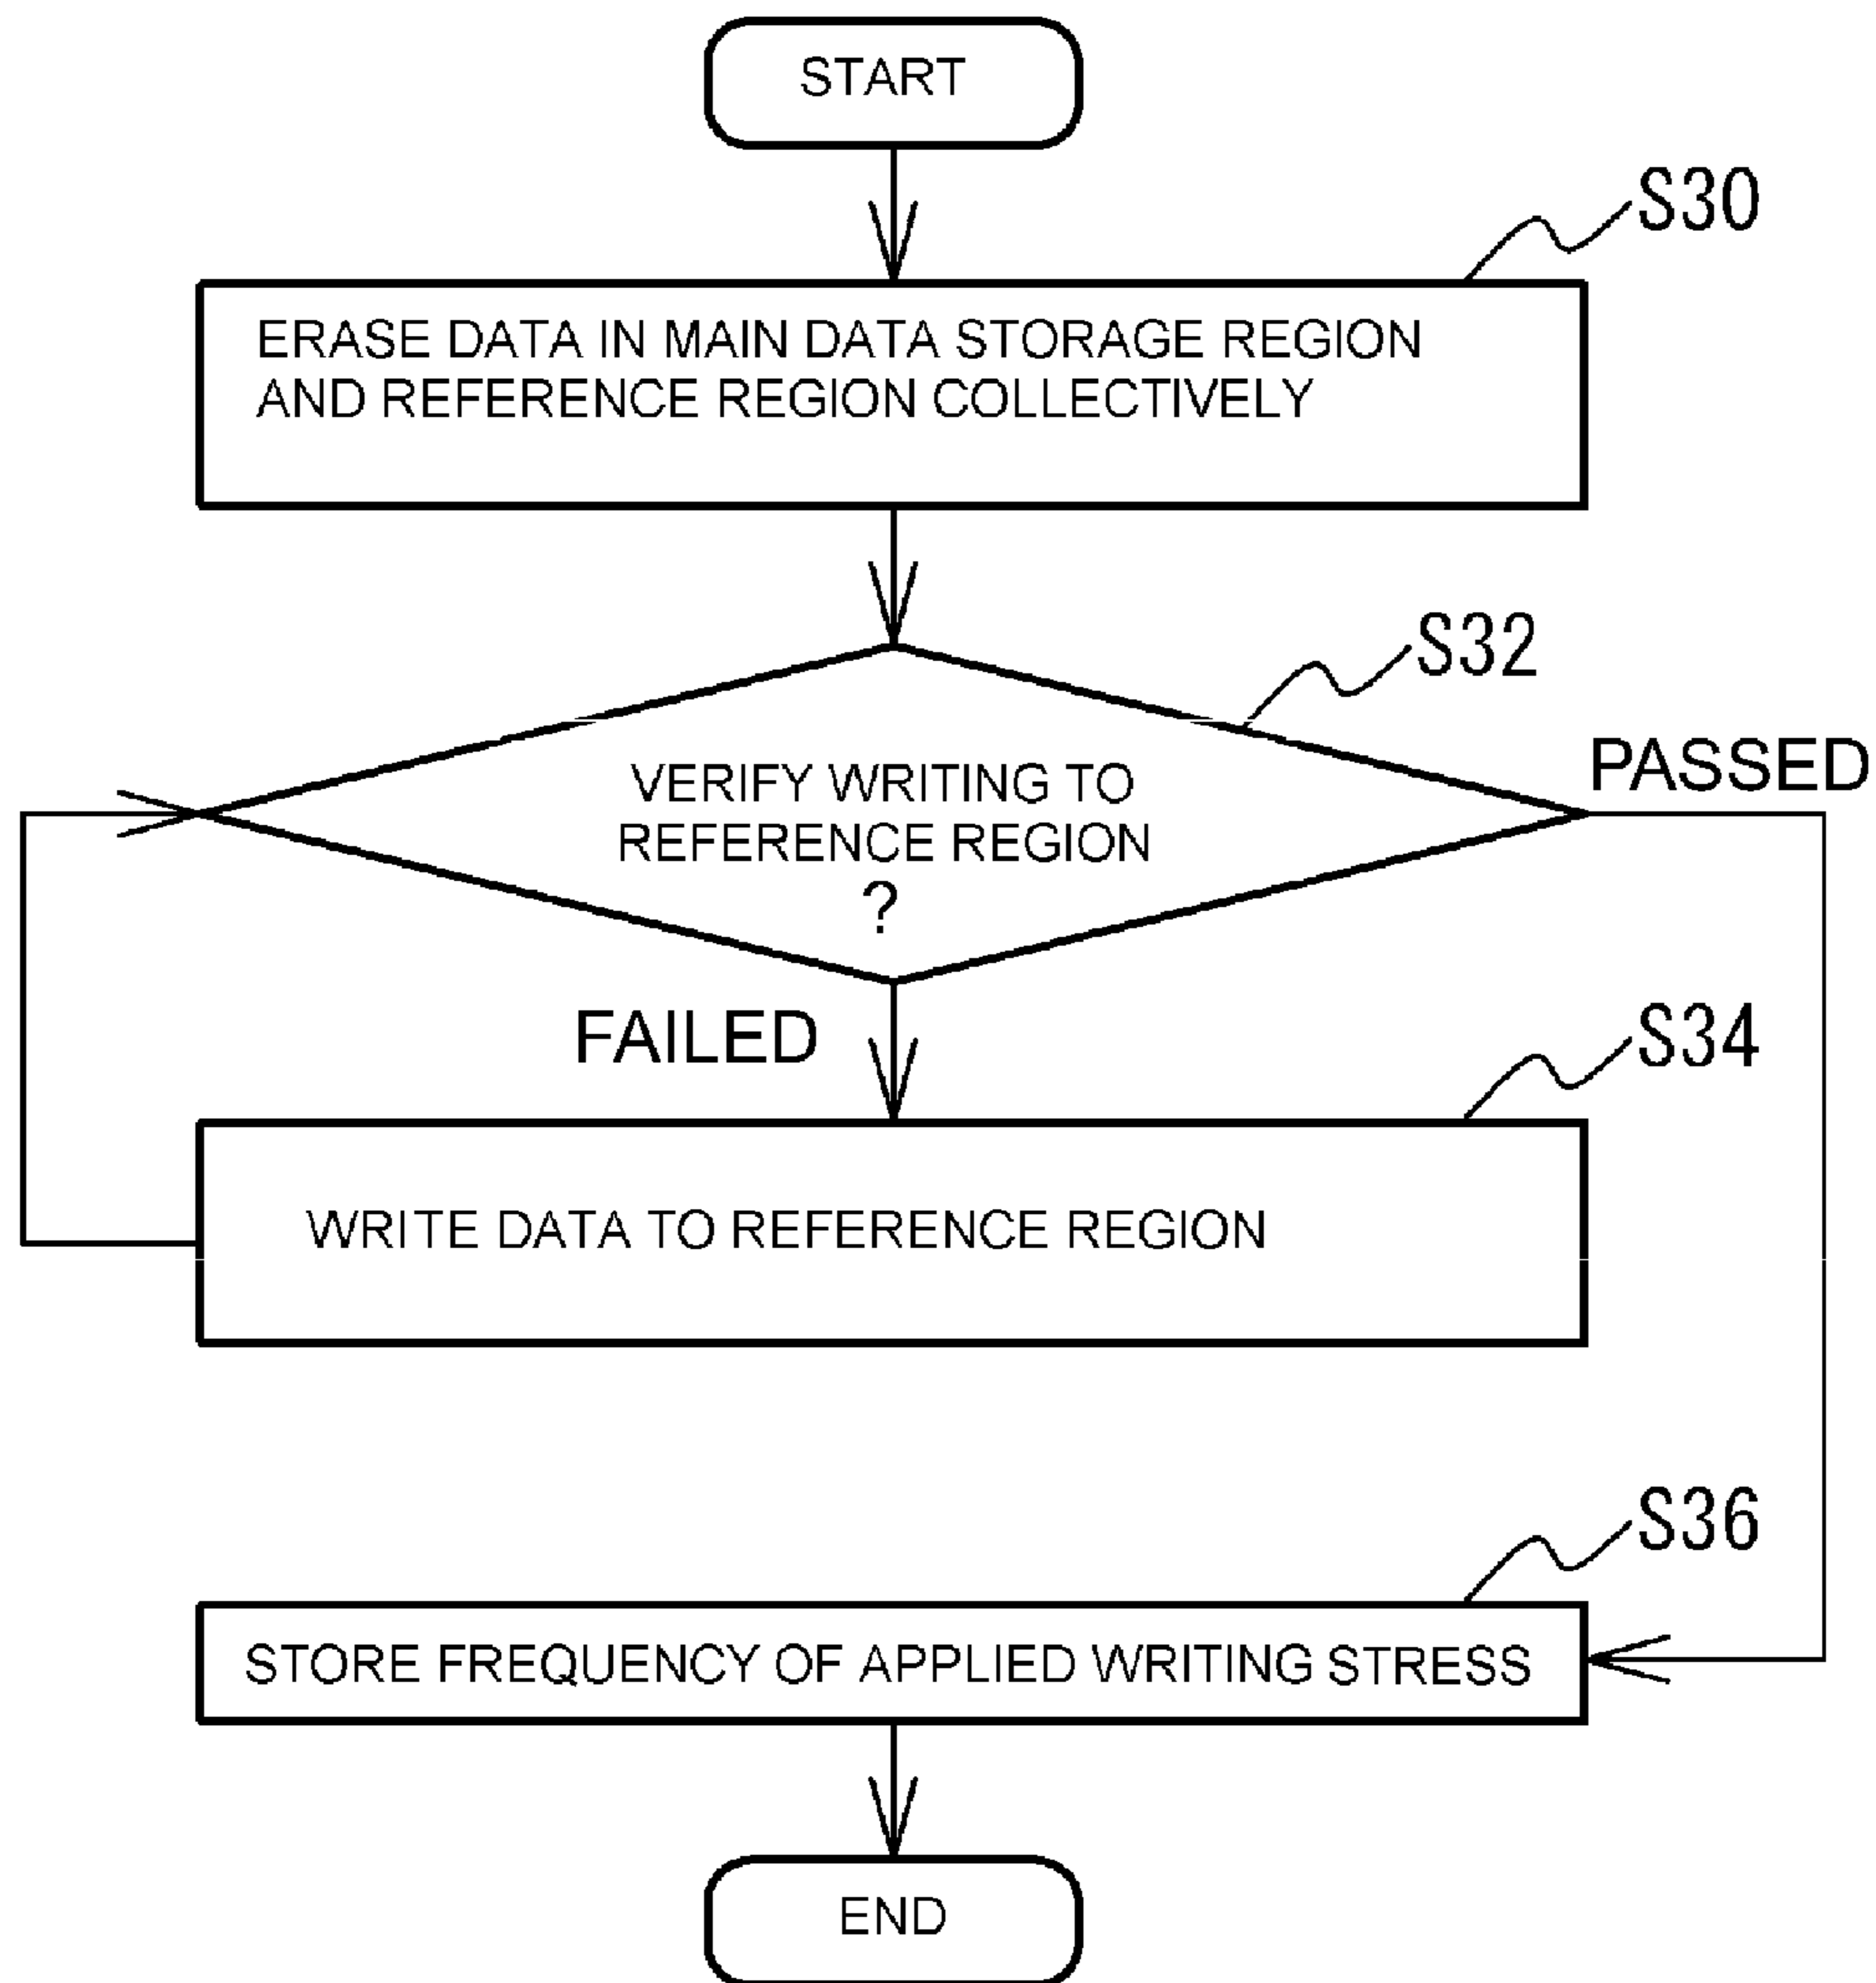 START
S30
ERASE DATA IN MAIN DATA STORAGE REGION
AND REFERENCE REGION COLLECTIVELY
S32
PASSED
VERIFY WRITING TO
REFERENCE REGION
?
FAILED
S34
WRITE DATA TO REFERENCE REGION
S36
STORE FREQUENCY OF APPLIED WRITING STRESS
END